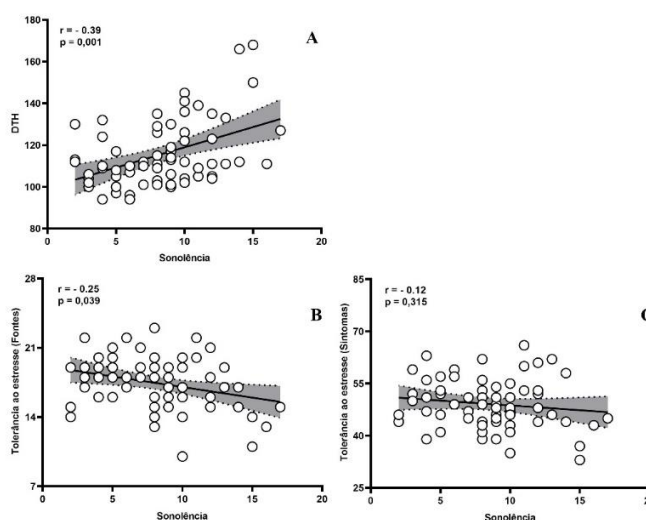 r = - 0.39
p = 0,001
A
180
160
140
120
100
80
DTH
0
5
10
15
20
Sonolência
r = - 0.25
p = 0,039
B
28
21
14
7
Tolerância ao estresse (Fontes)
0
5
10
15
20
Sonolência
r = - 0.12
p = 0,315
85
70
55
40
25
Tolerância ao estresse (Sintomas)
0
5
10
15
Sonolência